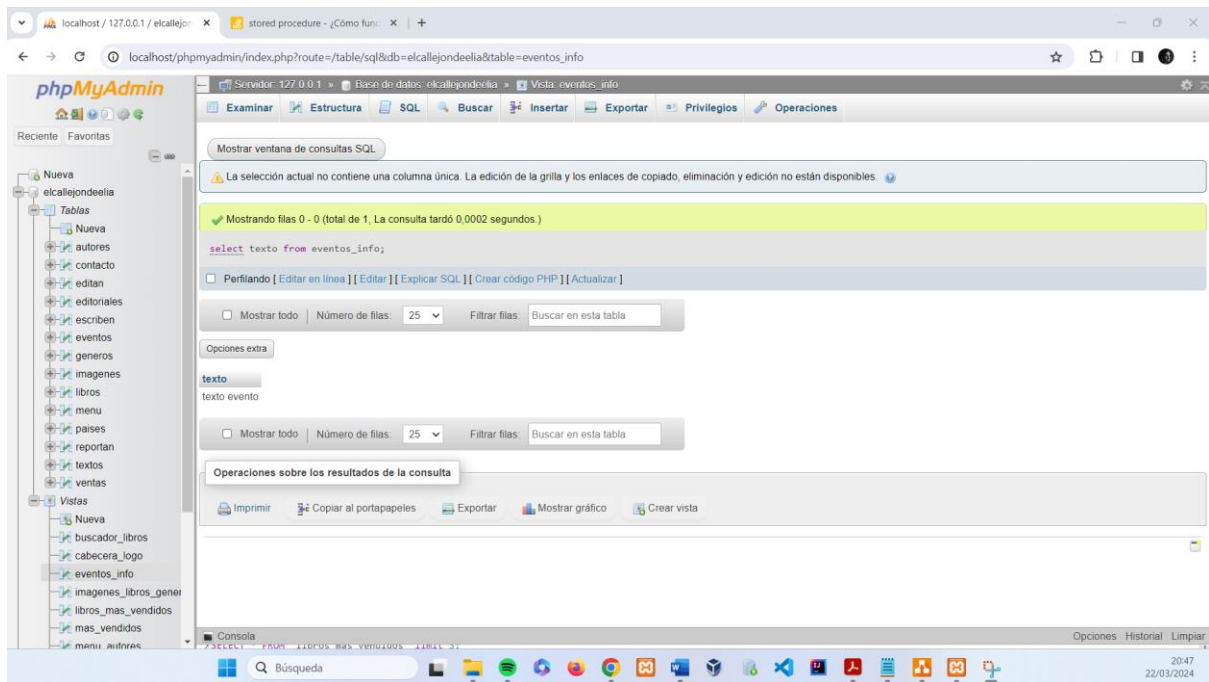 localhost / 127.0.0.1 / elcallejon
stored procedure - ¿Cómo func
localhost/phpmyadmin/index.php?route=/table/sql&db=elcallejondeelia&table=eventos_info
phpMyAdmin
Reciente Favoritas
Nueva
elcallejondeelia
Tablas
Nueva
autores
contacto
editan
editoriales
escriben
eventos
generos
imagenes
libros
menu
paises
reportan
textos
ventas
Vistas
Nueva
buscador_libros
cabecera_logo
eventos_info
imagenes_libros_gener
libros_mas_vendidos
mas_vendidos
menu_autores
Servidor: 127.0.0.1 » Base de datos: elcallejondeelia » Vista: eventos_info
Examinar Estructura SQL Buscar Insertar Exportar Privilegios Operaciones
Mostrar ventana de consultas SQL
La selección actual no contiene una columna única. La edición de la grilla y los enlaces de copiado, eliminación y edición no están disponibles.
Mostrando filas 0 - 0 (total de 1, La consulta tardó 0,0002 segundos.)
select texto from eventos_info;
Perfilando [ Editar en línea ] [ Editar ] [ Explicar SQL ] [ Crear código PHP ] [ Actualizar ]
Mostrar todo | Número de filas: 25 Filtrar filas: Buscar en esta tabla
Opciones extra
texto
texto evento
Mostrar todo | Número de filas: 25 Filtrar filas: Buscar en esta tabla
Operaciones sobre los resultados de la consulta
Imprimir Copiar al portapapeles Exportar Mostrar gráfico Crear vista
Consola Opciones Historial Limpiar
>SELECT * FROM `libros_mas_vendidos` limit 5;
Búsqueda
20:47
22/03/2024